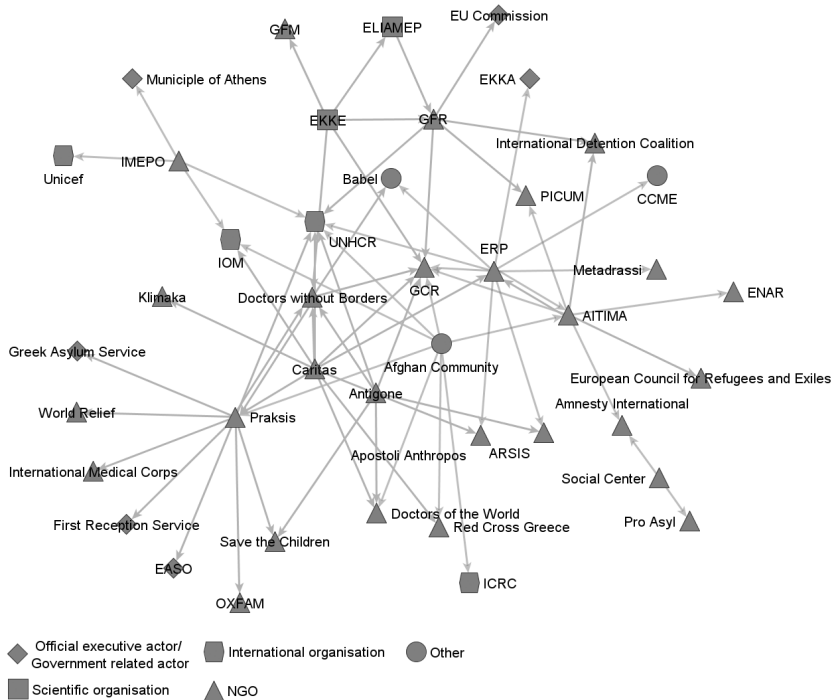 EU Commission
GFM
ELIAMEP
Municiple of Athens
EKKA
EKKE
GFR
International Detention Coalition
IMEPO
Unicef
Babel
PICUM
CCME
UNHCR
ERP
IOM
Metadrassi
GCR
Klimaka
Doctors without Borders
ENAR
AITIMA
Greek Asylum Service
Caritas
Afghan Community
European Council for Refugees and Exiles
Antigone
Amnesty International
World Relief
Praksis
Apostoli Anthropos
ARSIS
International Medical Corps
Social Center
Doctors of the World
First Reception Service
Red Cross Greece
Pro Asyl
Save the Children
EASO
ICRC
OXFAM
Official executive actor/
Government related actor
International organisation
Other
Scientific organisation
NGO